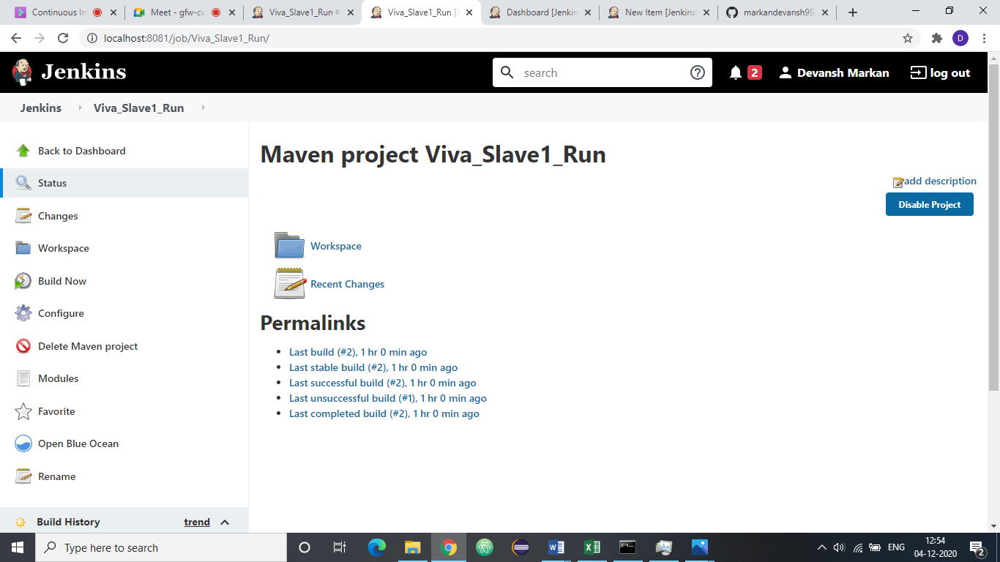 Continuous In
Meet - gfw-cv
Viva_Slave1_Run #
Viva_Slave1_Run [J
Dashboard [Jenkin
New Item [Jenkins
markandevansh99
localhost:8081/job/Viva_Slave1_Run/
D
Jenkins
search
2
Devansh Markan
log out
Jenkins
Viva_Slave1_Run
Back to Dashboard
Status
Changes
Workspace
Build Now
Configure
Delete Maven project
Modules
Favorite
Open Blue Ocean
Rename
Build History
trend
Maven project Viva_Slave1_Run
add description
Disable Project
Workspace
Recent Changes
Permalinks
Last build (#2), 1 hr 0 min ago
Last stable build (#2), 1 hr 0 min ago
Last successful build (#2), 1 hr 0 min ago
Last unsuccessful build (#1), 1 hr 0 min ago
Last completed build (#2), 1 hr 0 min ago
Type here to search
ENG
12:54
04-12-2020
2